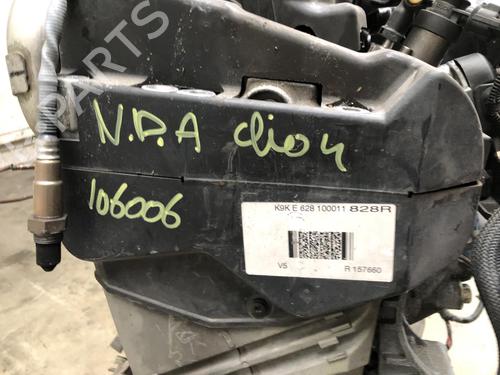 PARTS
N.D.A clio 4
106006
K9K E 628 100011 828R
V5 R 157660